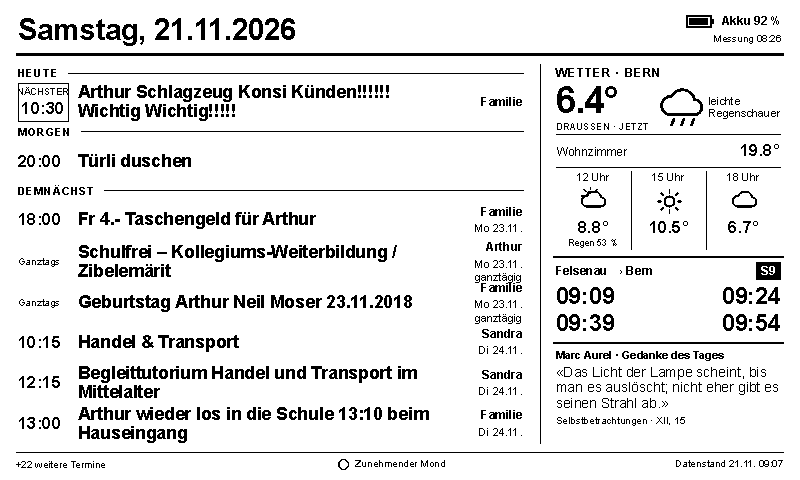 Samstag, 21.11.2026
Akku 92 %
Messung 08:26
HEUTE
NÄCHSTER
10:30
Arthur Schlagzeug Konsi Künden!!!!!!
Wichtig Wichtig!!!!!
Familie
MORGEN
20:00
Türli duschen
DEMNÄCHST
18:00
Fr 4.- Taschengeld für Arthur
Familie
Mo 23.11.
Ganztags
Schulfrei – Kollegiums-Weiterbildung /
Zibelemärit
Arthur
Mo 23.11.
ganztägig
Ganztags
Geburtstag Arthur Neil Moser 23.11.2018
Familie
Mo 23.11.
ganztägig
10:15
Handel & Transport
Sandra
Di 24.11.
12:15
Begleittutorium Handel und Transport im
Mittelalter
Sandra
Di 24.11.
13:00
Arthur wieder los in die Schule 13:10 beim
Hauseingang
Familie
Di 24.11.
WETTER · BERN
6.4°
leichte
Regenschauer
DRAUSSEN · JETZT
Wohnzimmer 19.8°
12 Uhr 15 Uhr 18 Uhr
8.8° 10.5° 6.7°
Regen 53 %
Felsenau › Bern S9
09:09 09:24
09:39 09:54
Marc Aurel · Gedanke des Tages
«Das Licht der Lampe scheint, bis
man es auslöscht; nicht eher gibt es
seinen Strahl ab.»
Selbstbetrachtungen · XII, 15
+22 weitere Termine
Zunehmender Mond
Datenstand 21.11. 09:07